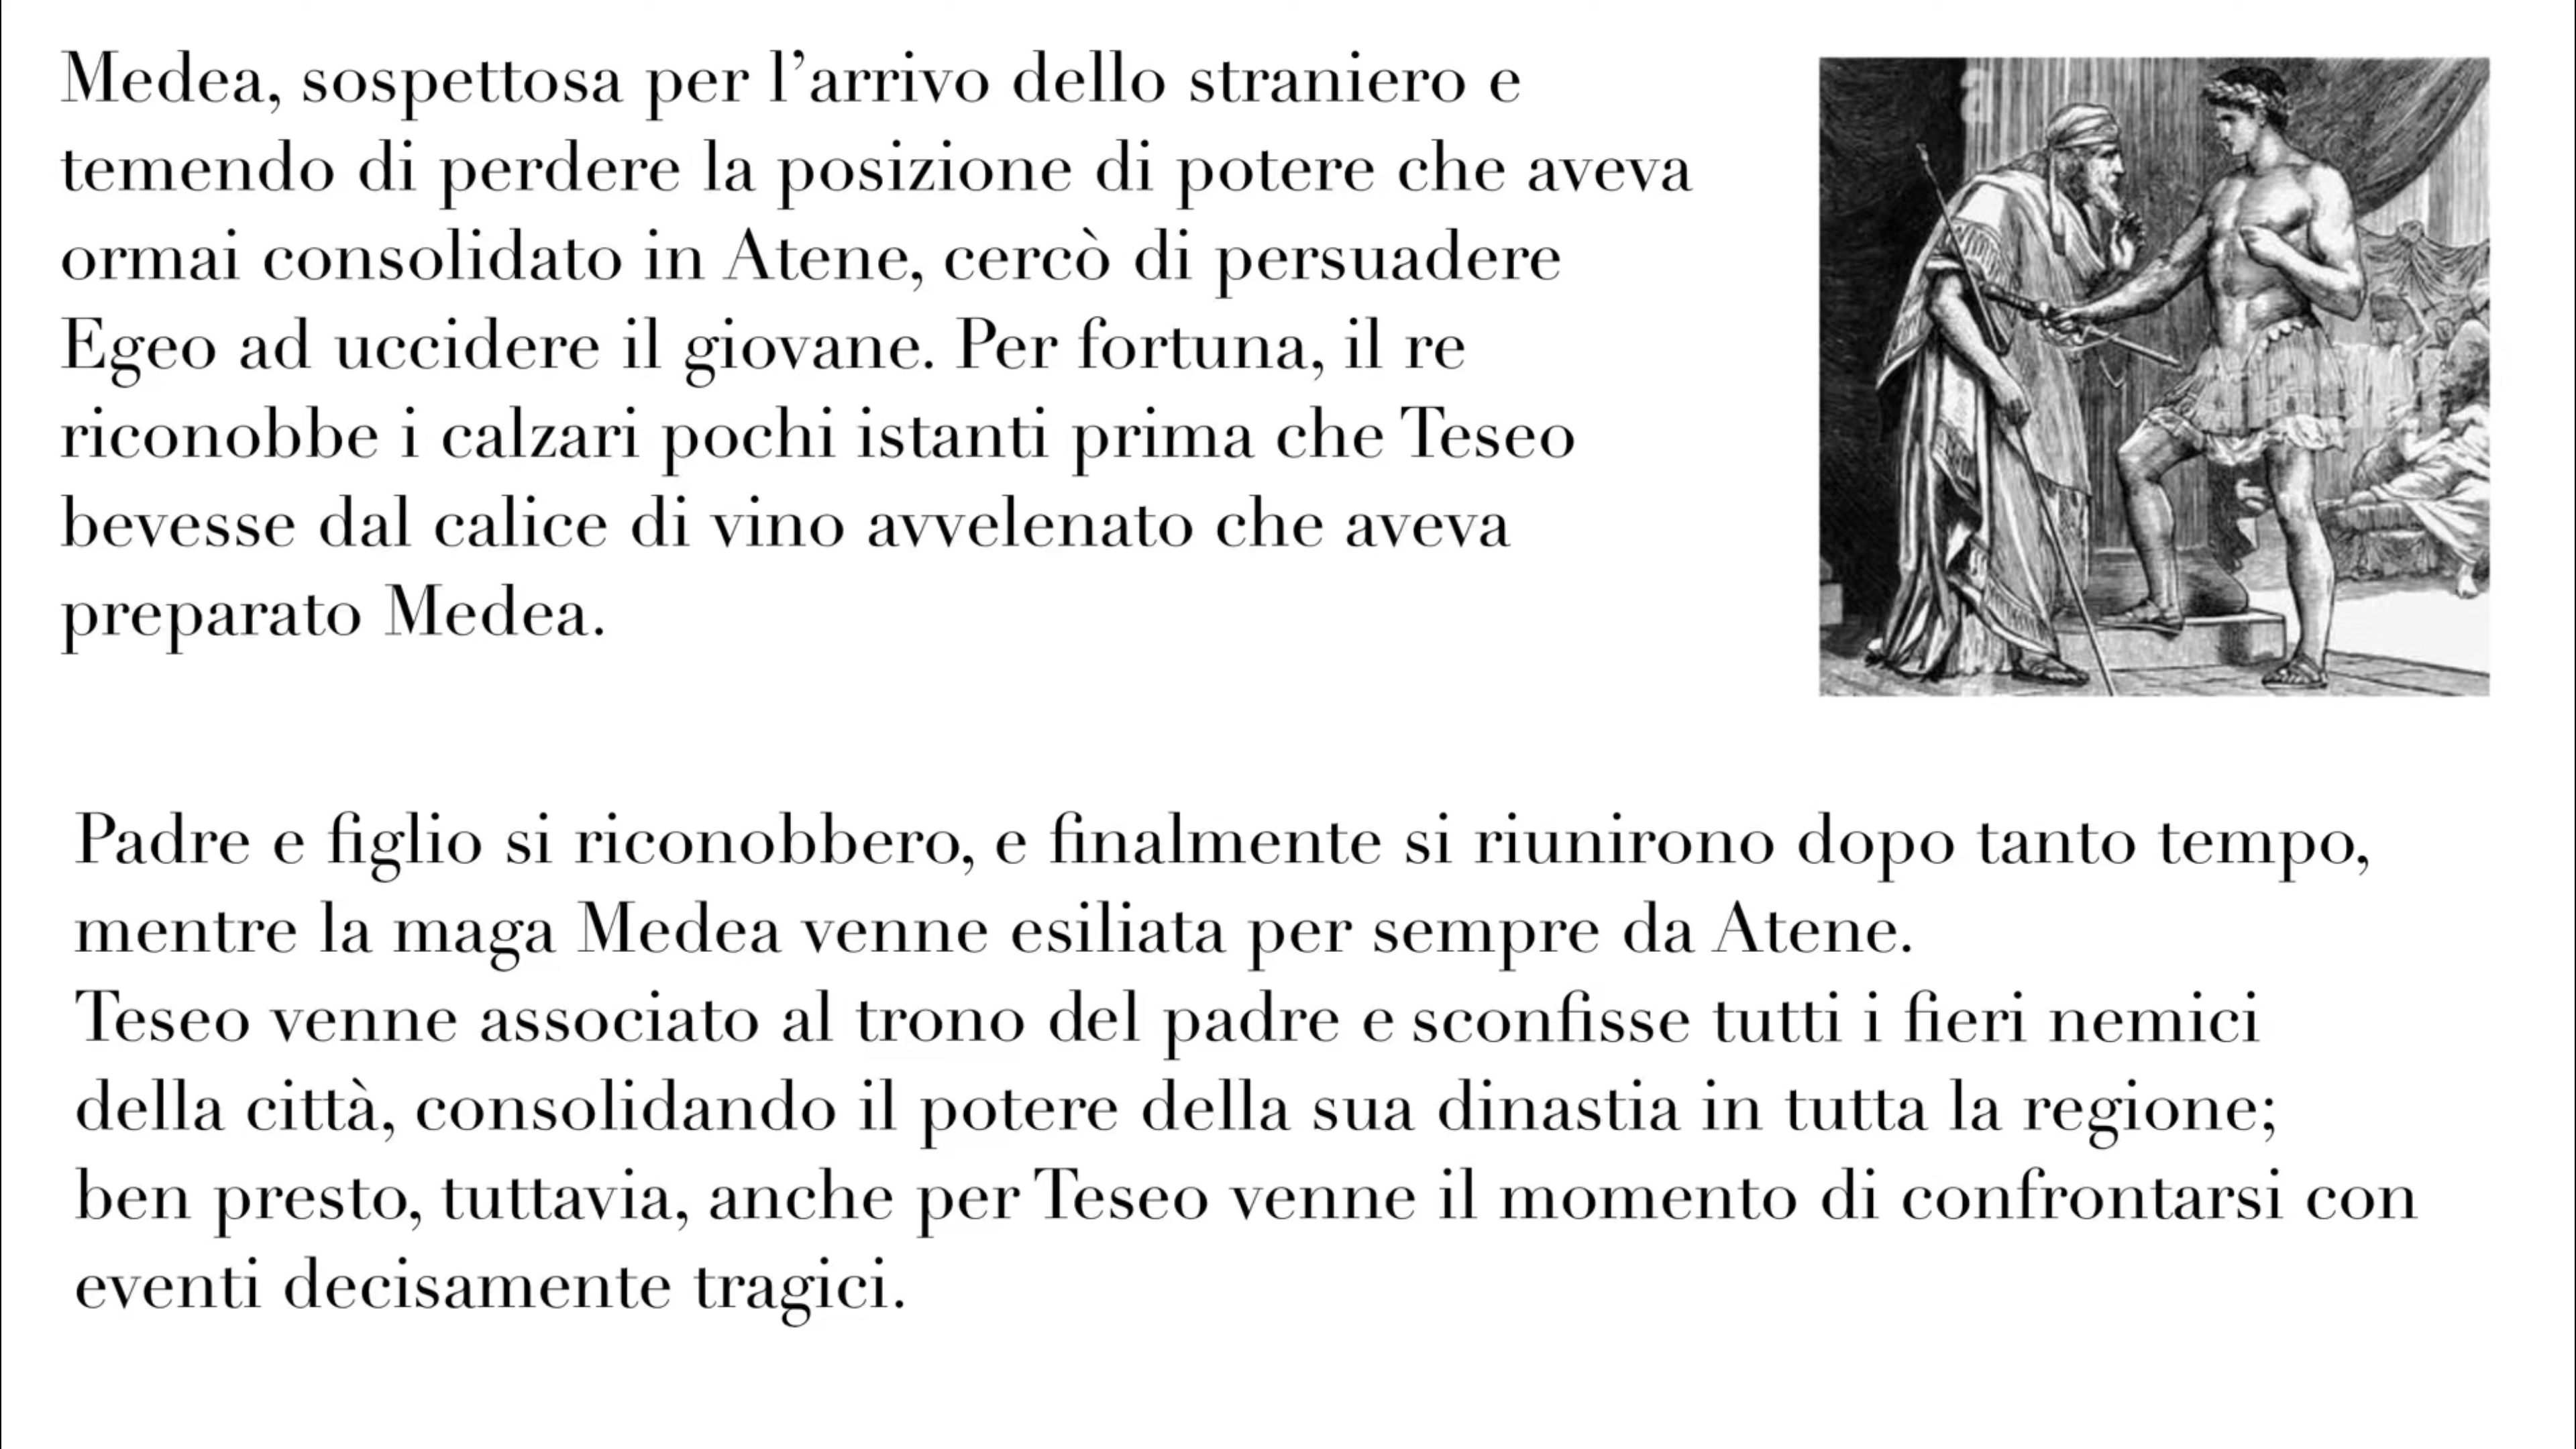 Medea, sospettosa per l’arrivo dello straniero e
temendo di perdere la posizione di potere che aveva
ormai consolidato in Atene, cercò di persuadere
Egeo ad uccidere il giovane. Per fortuna, il re
riconobbe i calzari pochi istanti prima che Teseo
bevesse dal calice di vino avvelenato che aveva
preparato Medea.
Padre e figlio si riconobbero, e finalmente si riunirono dopo tanto tempo,
mentre la maga Medea venne esiliata per sempre da Atene.
Teseo venne associato al trono del padre e sconfisse tutti i fieri nemici
della città, consolidando il potere della sua dinastia in tutta la regione;
ben presto, tuttavia, anche per Teseo venne il momento di confrontarsi con
eventi decisamente tragici.